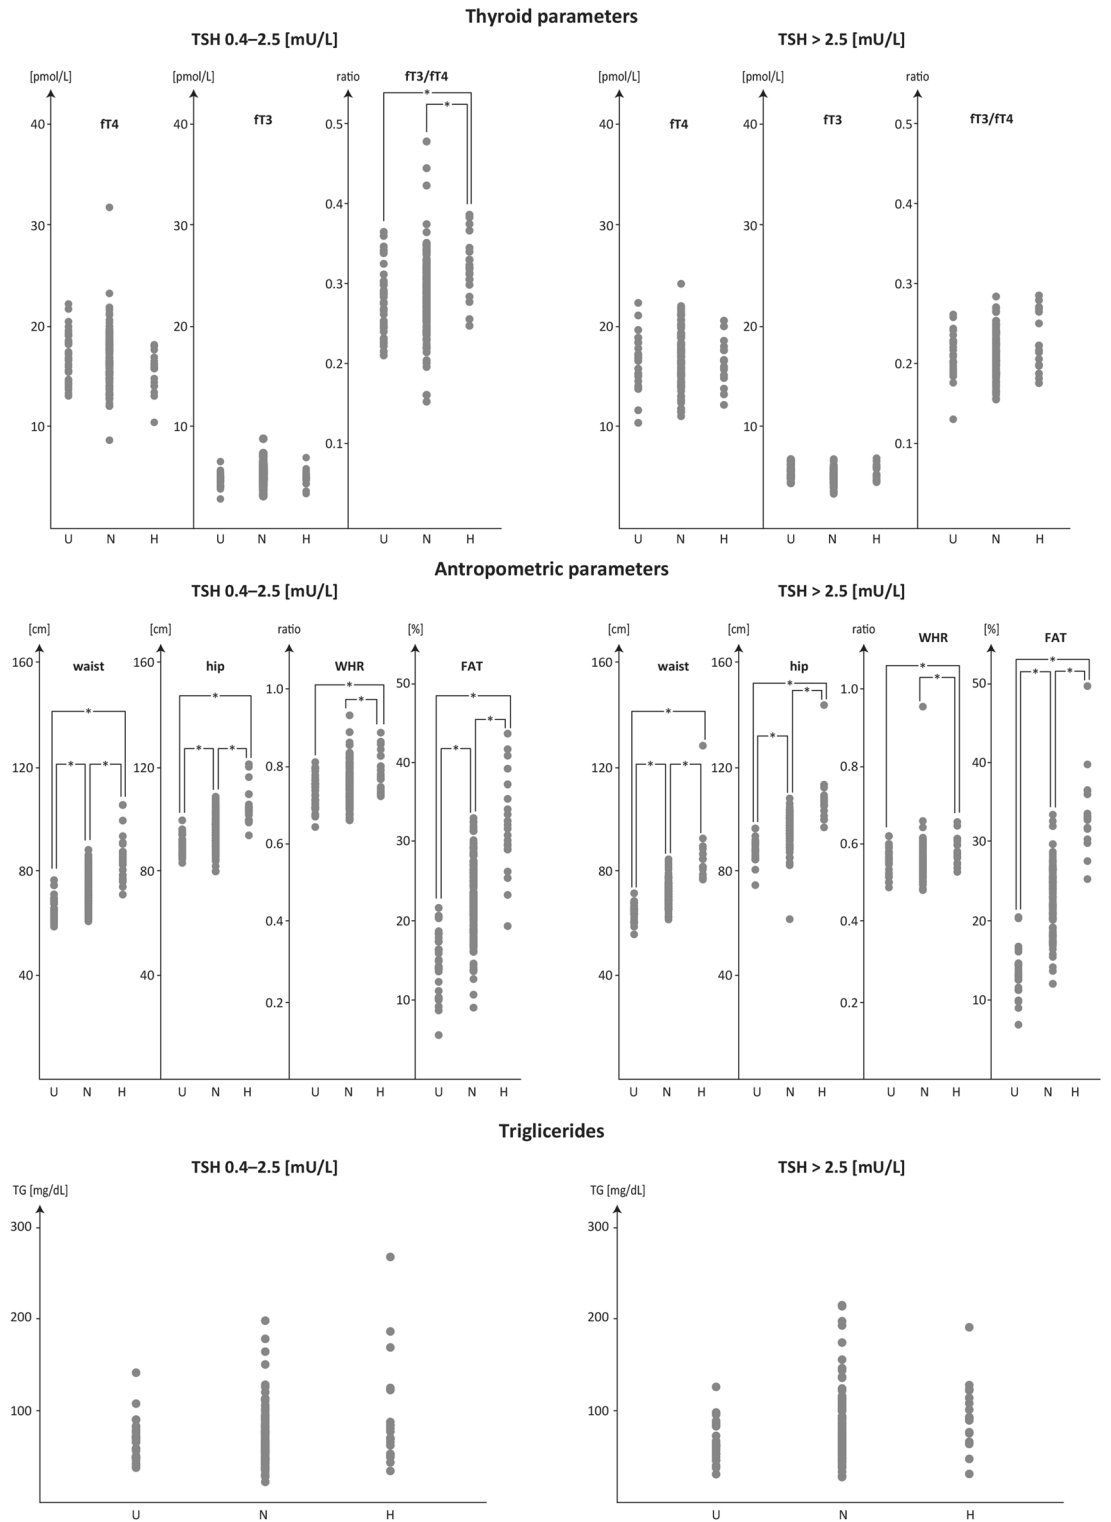 Thyroid parameters
TSH 0.4–2.5 [mU/L]
TSH > 2.5 [mU/L]
[pmol/L] [pmol/L] ratio fT3/fT4
[pmol/L] [pmol/L] ratio
fT4 fT3
fT4 fT3 fT3/fT4
* *
40 40 0.5
30 30 0.4
0.3
20 20
0.2
10 10
0.1
U N H U N H U N H
40 40 0.5
30 30 0.4
0.3
20 20
0.2
10 10
0.1
U N H U N H U N H
Antropometric parameters
TSH 0.4–2.5 [mU/L]
TSH > 2.5 [mU/L]
[cm] [cm] ratio [%]
waist hip WHR FAT
160 160 1.0 50
120 120 0.8 40
80 80 0.6 30
0.4 20
40 40 0.2 10
* * * * * * * * * * *
U N H U N H U N H U N H
[cm] [cm] ratio [%]
waist hip WHR FAT
160 160 1.0 50
120 120 0.8 40
80 80 0.6 30
0.4 20
40 40 0.2 10
* * * * * * * * * * *
U N H U N H U N H U N H
Triglicerides
TSH 0.4–2.5 [mU/L]
TSH > 2.5 [mU/L]
TG [mg/dL]
300
200
100
U N H
TG [mg/dL]
300
200
100
U N H